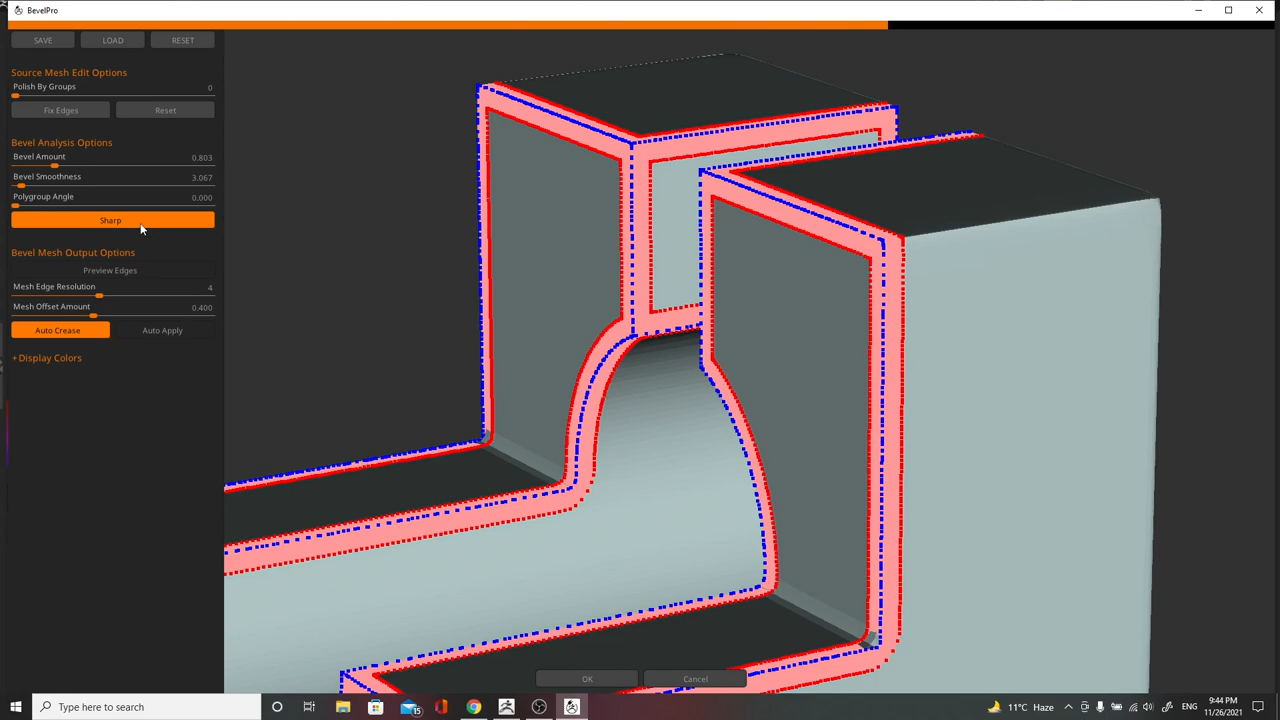 BevelPro
SAVE LOAD RESET
Source Mesh Edit Options
Polish By Groups 0
Fix Edges Reset
Bevel Analysis Options
Bevel Amount 0.803
Bevel Smoothness 3.067
Polygroup Angle 0.000
Sharp
Bevel Mesh Output Options
Preview Edges
Mesh Edge Resolution 4
Mesh Offset Amount 0.400
Auto Crease Auto Apply
+Display Colors
OK Cancel
Type here to search
15
11°C Haze
ENG
9:44 PM
11/26/2021